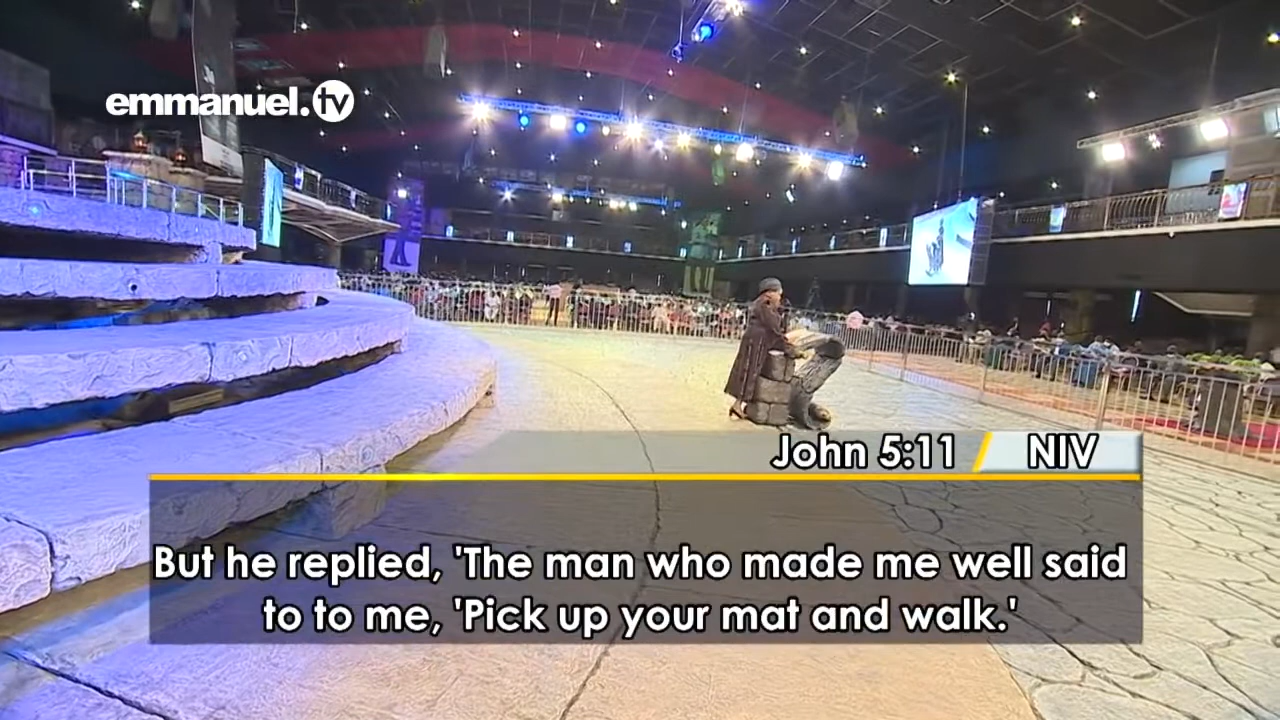 emmanuel.tv
John 5:11 / NIV
But he replied, 'The man who made me well said
to to me, 'Pick up your mat and walk.'